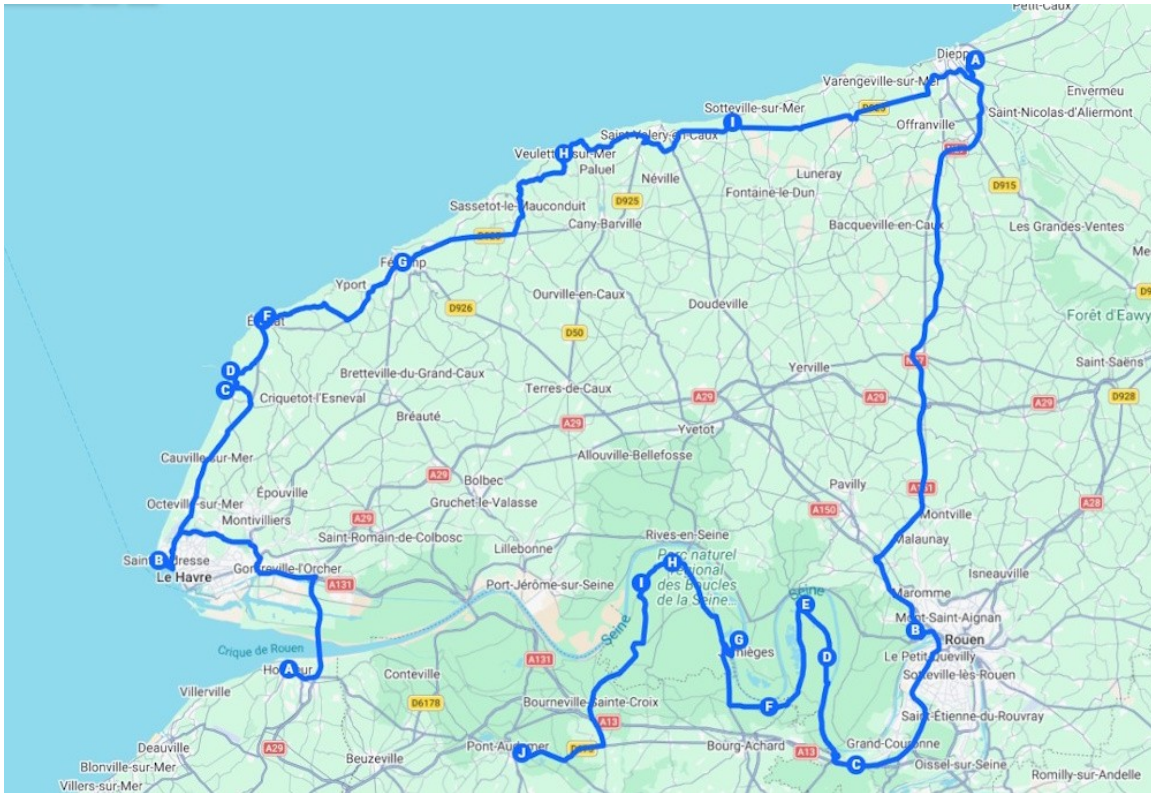 Petit-Caux
Diepp
A
Varengeville-sur-Mer
Envermeu
Sotteville-sur-Mer
I
Saint-Nicolas-d'Aliermont
Offranville
Saint-Valery-en-Caux
Veulettes-sur-Mer
H
Paluel
Néville
Luneray
D915
Fontaine-le-Dun
D925
Sassetot-le-Mauconduit
Cany-Barville
Bacqueville-en-Caux
Les Grandes-Ventes
G
Yport
Ourville-en-Caux
D926
Doudeville
Forêt d'Eawy
F
D50
D
C
Bretteville-du-Grand-Caux
Criquetot-l'Esneval
Terres-de-Caux
Yerville
Saint-Saëns
A29
A29
A29
D928
Bréauté
A29
Yvetot
Cauville-sur-Mer
Allouville-Bellefosse
A29
Bolbec
Octeville-sur-Mer
Épouville
Gruchet-le-Valasse
Pavilly
A28
Montivilliers
A29
A150
Montville
Saint-Romain-de-Colbosc
Rives-en-Seine
Malaunay
Lillebonne
B
Le Havre
Gonfreville-l'Orcher
A131
Port-Jérôme-sur-Seine
H
Parc naturel
régional
des Boucles
de la Seine...
I
Isneauville
Maromme
Seine
E
Seine
Mont-Saint-Aignan
B
Rouen
G
Crique de Rouen
D
Le Petit-Quevilly
A
Conteville
A131
Sotteville-lès-Rouen
Villerville
D6178
Bourneville-Sainte-Croix
F
A13
Saint-Étienne-du-Rouvray
Deauville
A29
Beuzeville
J
Bourg-Achard
A13
Grand-Couronne
Blonville-sur-Mer
C
Oissel-sur-Seine
Romilly-sur-Andelle
Villers-sur-Mer